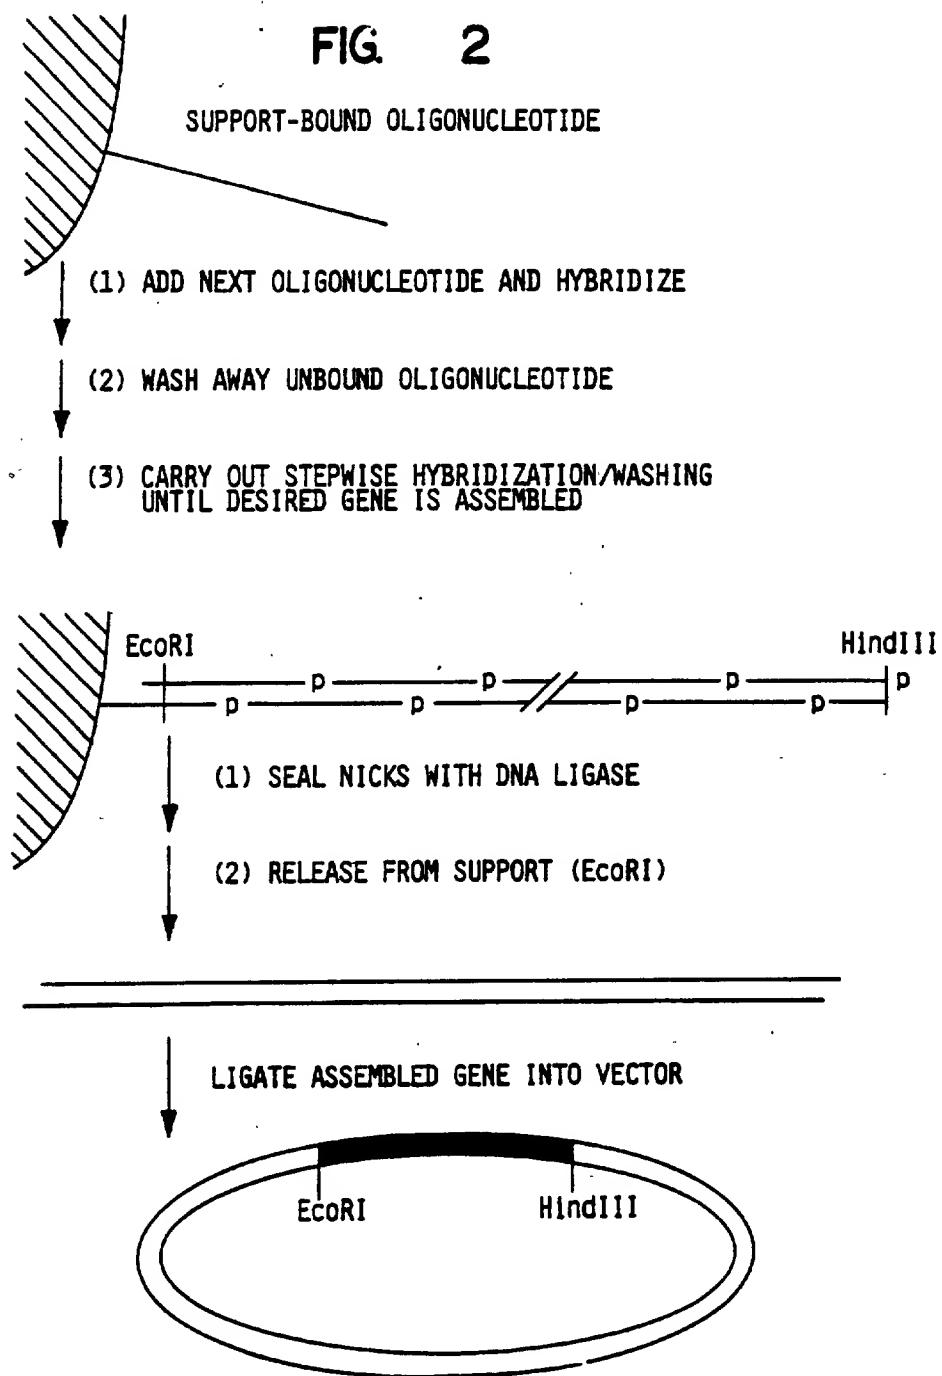 FIG. 2
SUPPORT-BOUND OLIGONUCLEOTIDE
(1) ADD NEXT OLIGONUCLEOTIDE AND HYBRIDIZE
(2) WASH AWAY UNBOUND OLIGONUCLEOTIDE
(3) CARRY OUT STEPWISE HYBRIDIZATION/WASHING
UNTIL DESIRED GENE IS ASSEMBLED
EcoRI HindIII
p p p p
p p p p
(1) SEAL NICKS WITH DNA LIGASE
(2) RELEASE FROM SUPPORT (EcoRI)
LIGATE ASSEMBLED GENE INTO VECTOR
EcoRI HindIII